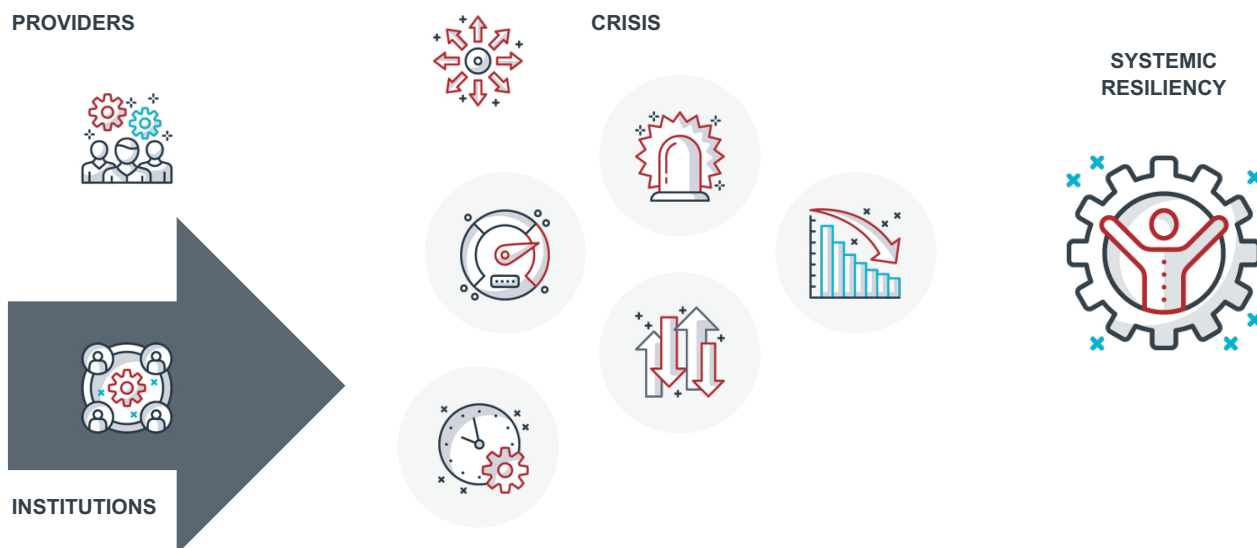 PROVIDERS
CRISIS
SYSTEMIC
RESILIENCY
INSTITUTIONS